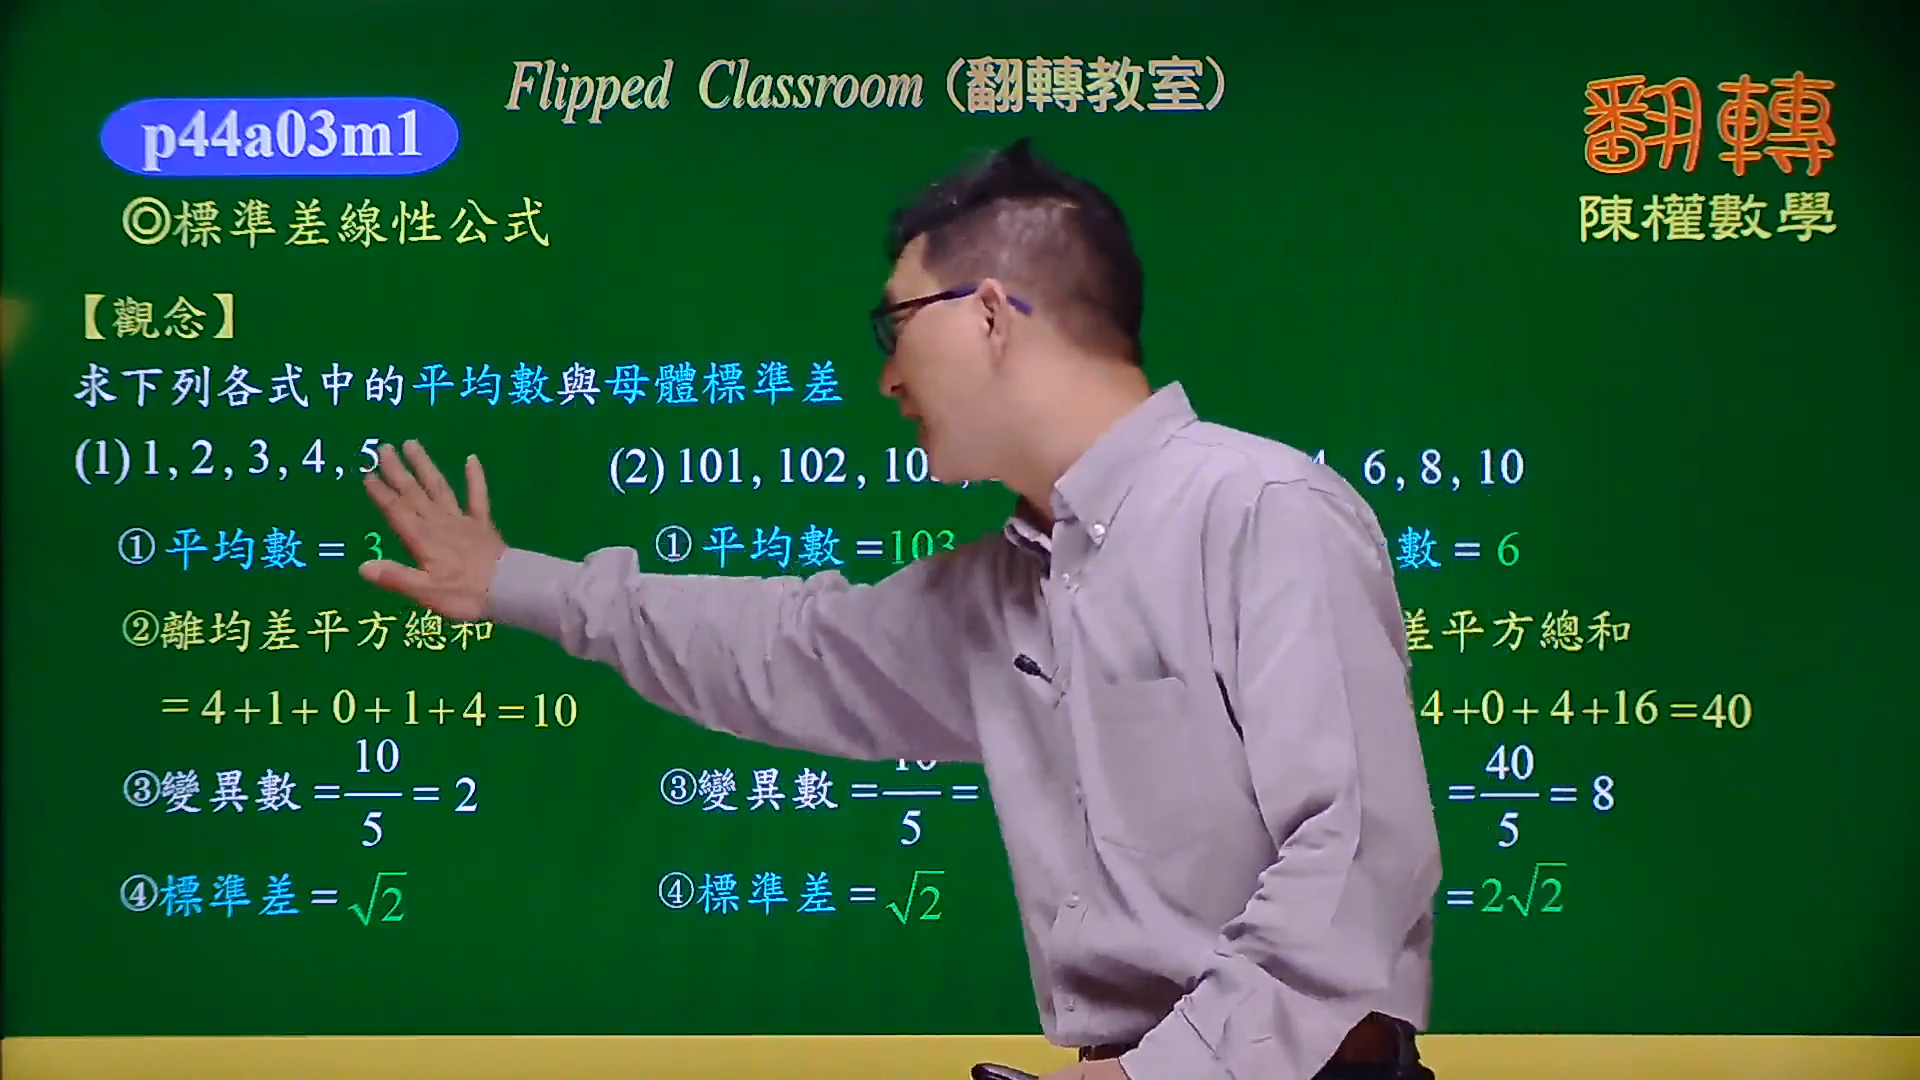 Flipped Classroom (翻轉教室)
p44a03m1
翻轉
陳權數學
◎標準差線性公式
【觀念】
求下列各式中的平均數與母體標準差
(1) 1, 2, 3, 4, 5
①平均數 = 3
②離均差平方總和
= 4+1+0+1+4 = 10
③變異數 = 10/5 = 2
④標準差 = √2
(2) 101, 102, 10
①平均數 =103
③變異數 = 10/5 =
④標準差 = √2
6, 8, 10
數 = 6
差平方總和
4+0+4+16 = 40
= 40/5 = 8
= 2√2